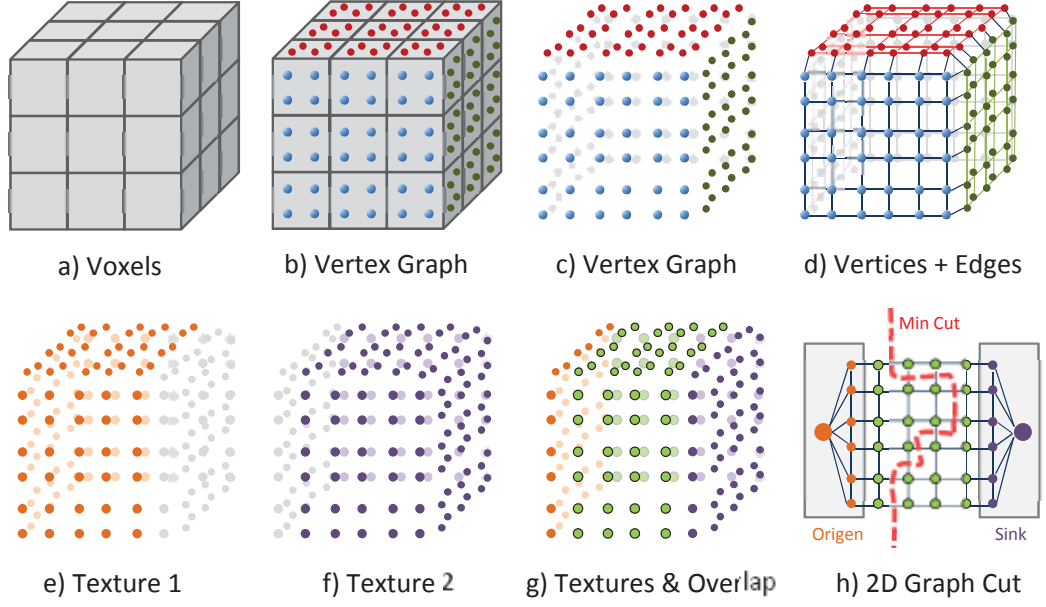 a) Voxels
b) Vertex Graph
c) Vertex Graph
d) Vertices + Edges
Min Cut
Origen
Sink
e) Texture 1
f) Texture 2
g) Textures & Overlap
h) 2D Graph Cut